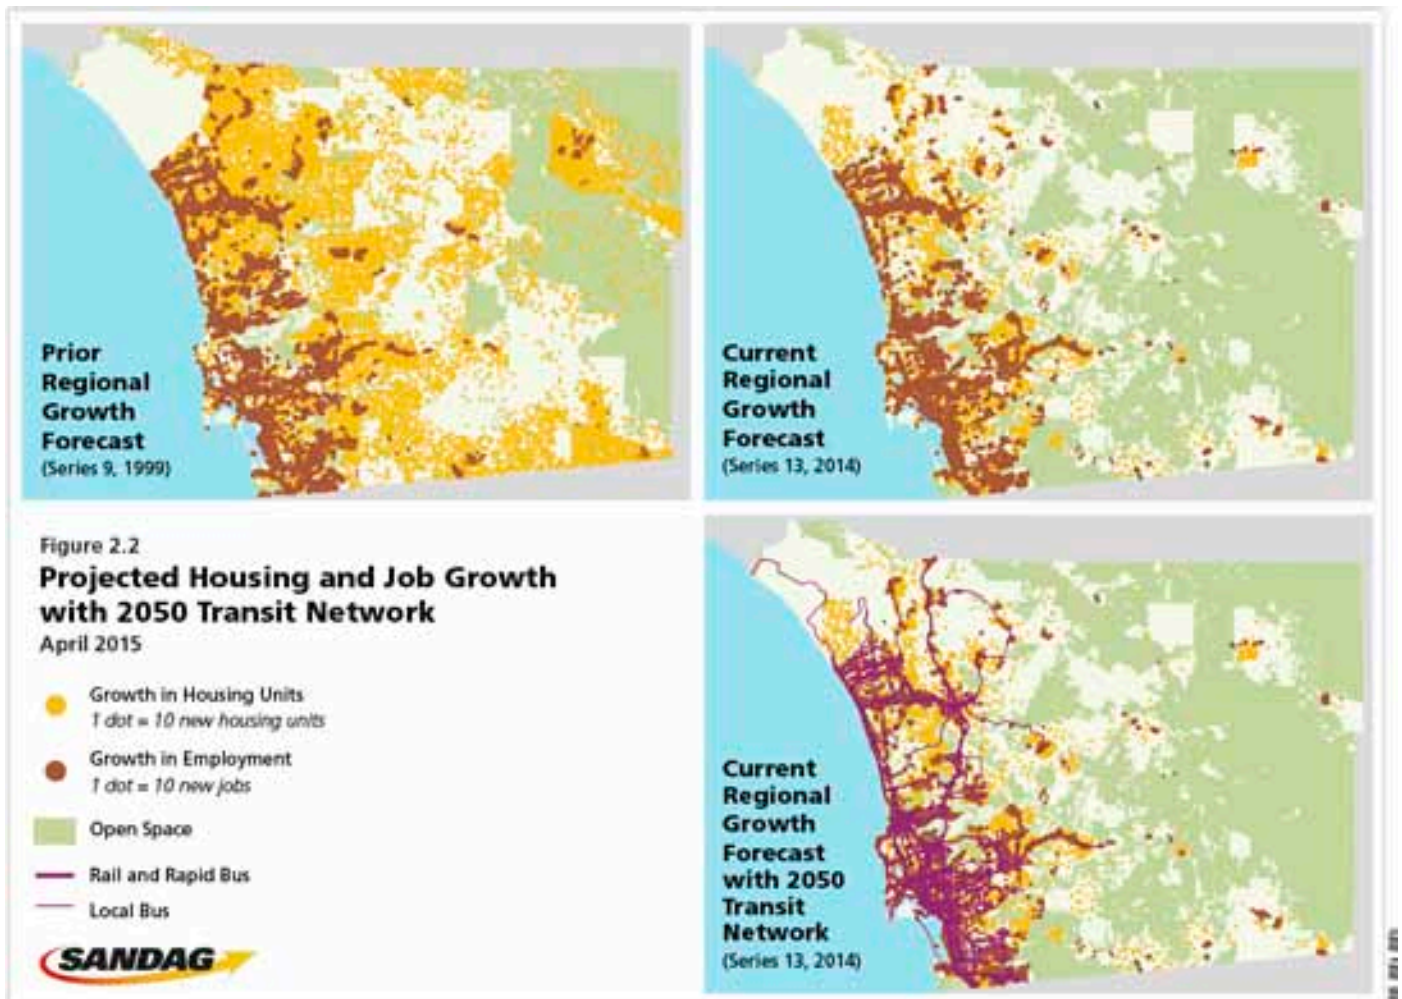 Prior
Regional
Growth
Forecast
(Series 9, 1999)
Current
Regional
Growth
Forecast
(Series 13, 2014)
Figure 2.2
Projected Housing and Job Growth
with 2050 Transit Network
April 2015
Growth in Housing Units
1 dot = 10 new housing units
Growth in Employment
1 dot = 10 new jobs
Open Space
Rail and Rapid Bus
Local Bus
SANDAG
Current
Regional
Growth
Forecast
with 2050
Transit
Network
(Series 13, 2014)